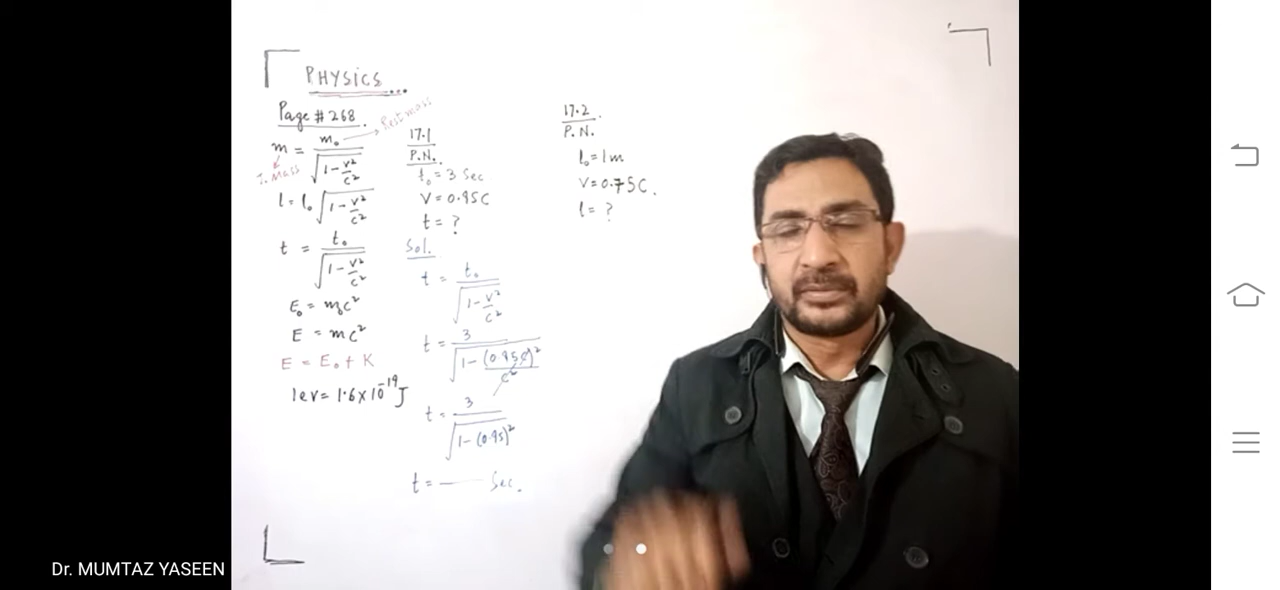 PHYSICS...
Page # 268.
m = m₀ / √(1 - v²/c²)
Rest mass
T. Mass
l = l₀ √(1 - v²/c²)
t = t₀ / √(1 - v²/c²)
E₀ = m₀c²
E = mc²
E = E₀ + K
1eV = 1.6×10⁻¹⁹J
17.1
P.N.
t₀ = 3 Sec
V = 0.95C
t = ?
Sol.
t = t₀ / √(1 - v²/c²)
t = 3 / √(1 - (0.95c)²/c²)
t = 3 / √(1 - (0.95)²)
t = —— Sec.
17.2
P.N.
l₀ = 1m
V = 0.75C.
l = ?
Dr. MUMTAZ YASEEN